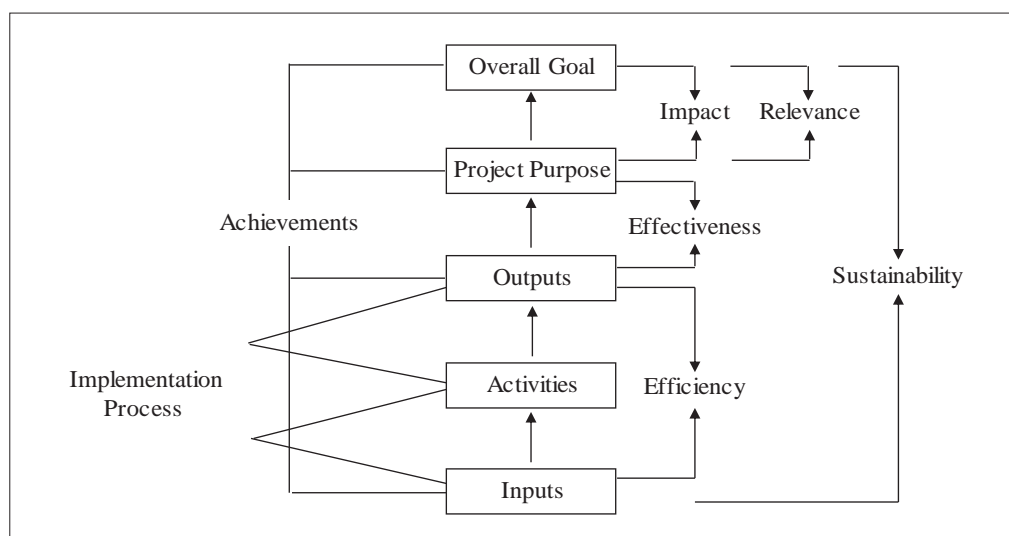 Overall Goal
Impact
Relevance
Project Purpose
Achievements
Effectiveness
Outputs
Sustainability
Implementation
Process
Activities
Efficiency
Inputs